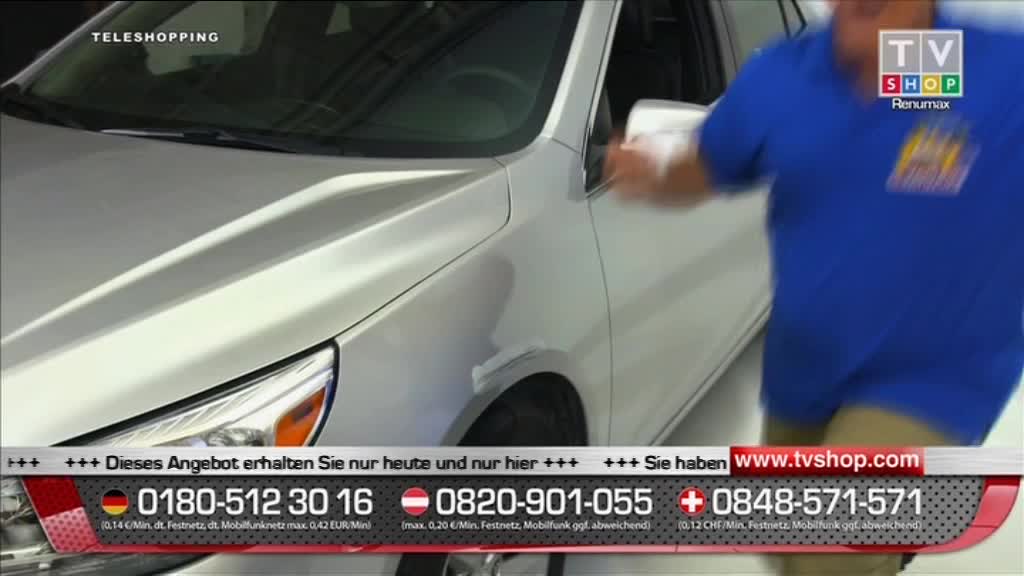 TELESHOPPING
TV
SHOP
Renumax
+++ +++ Dieses Angebot erhalten Sie nur heute und nur hier +++ +++ Sie haben
www.tvshop.com
0180-512 30 16 0820-901-055 0848-571-571
(0,14 €/Min. dt. Festnetz, dt. Mobilfunknetz max. 0,42 EUR/Min) (max. 0,20 €/Min. Festnetz, Mobilfunk ggf. abweichend) (0,12 CHF/Min. Festnetz, Mobilfunk ggf. abweichend)